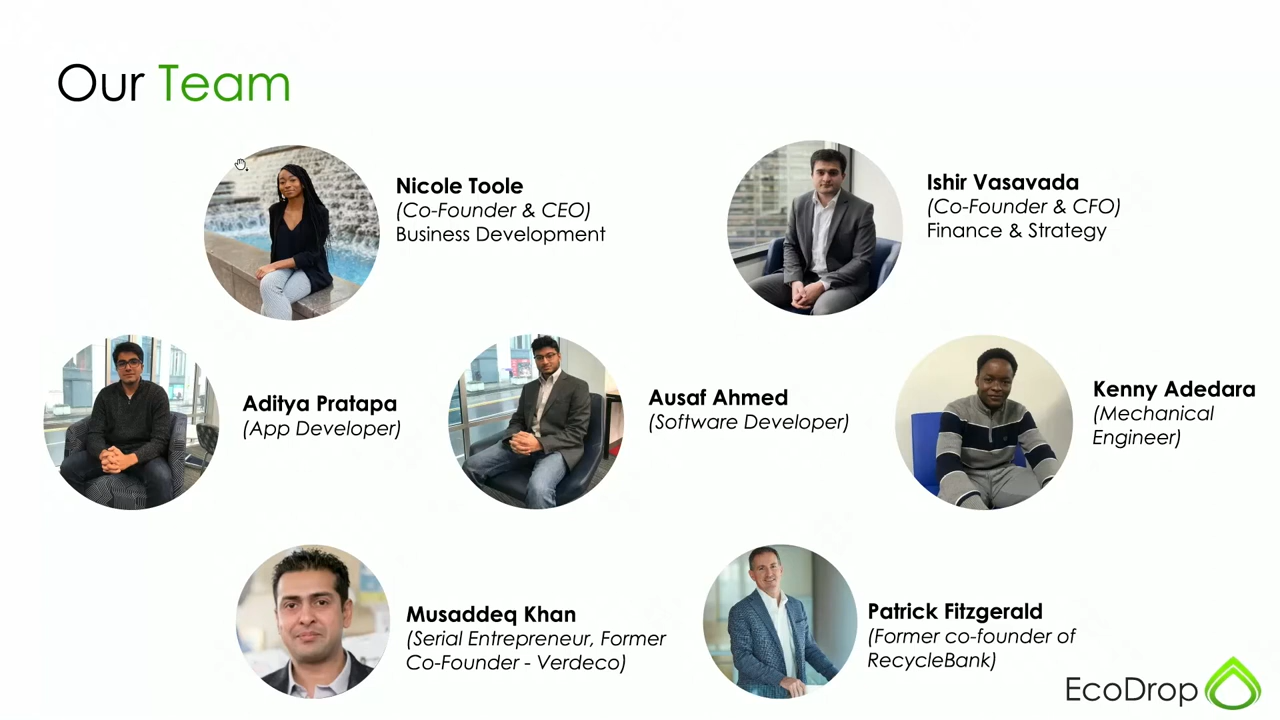 Our Team
Nicole Toole
(Co-Founder & CEO)
Business Development
Ishir Vasavada
(Co-Founder & CFO)
Finance & Strategy
Aditya Pratapa
(App Developer)
Ausaf Ahmed
(Software Developer)
Kenny Adedara
(Mechanical
Engineer)
Musaddeq Khan
(Serial Entrepreneur, Former
Co-Founder - Verdeco)
Patrick Fitzgerald
(Former co-founder of
RecycleBank)
EcoDrop